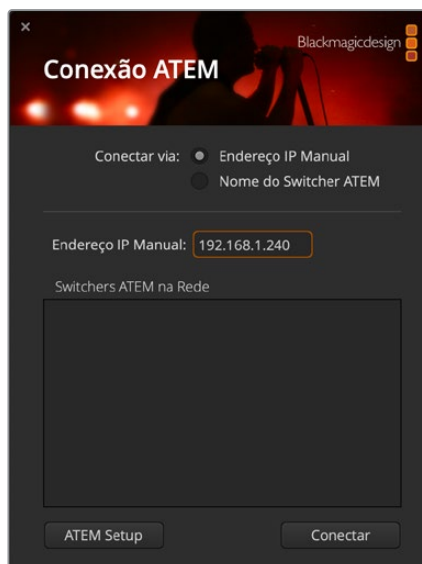 Blackmagicdesign
Conexão ATEM
Conectar via: Endereço IP Manual
Nome do Switcher ATEM
Endereço IP Manual: 192.168.1.240
Switchers ATEM na Rede
ATEM Setup
Conectar